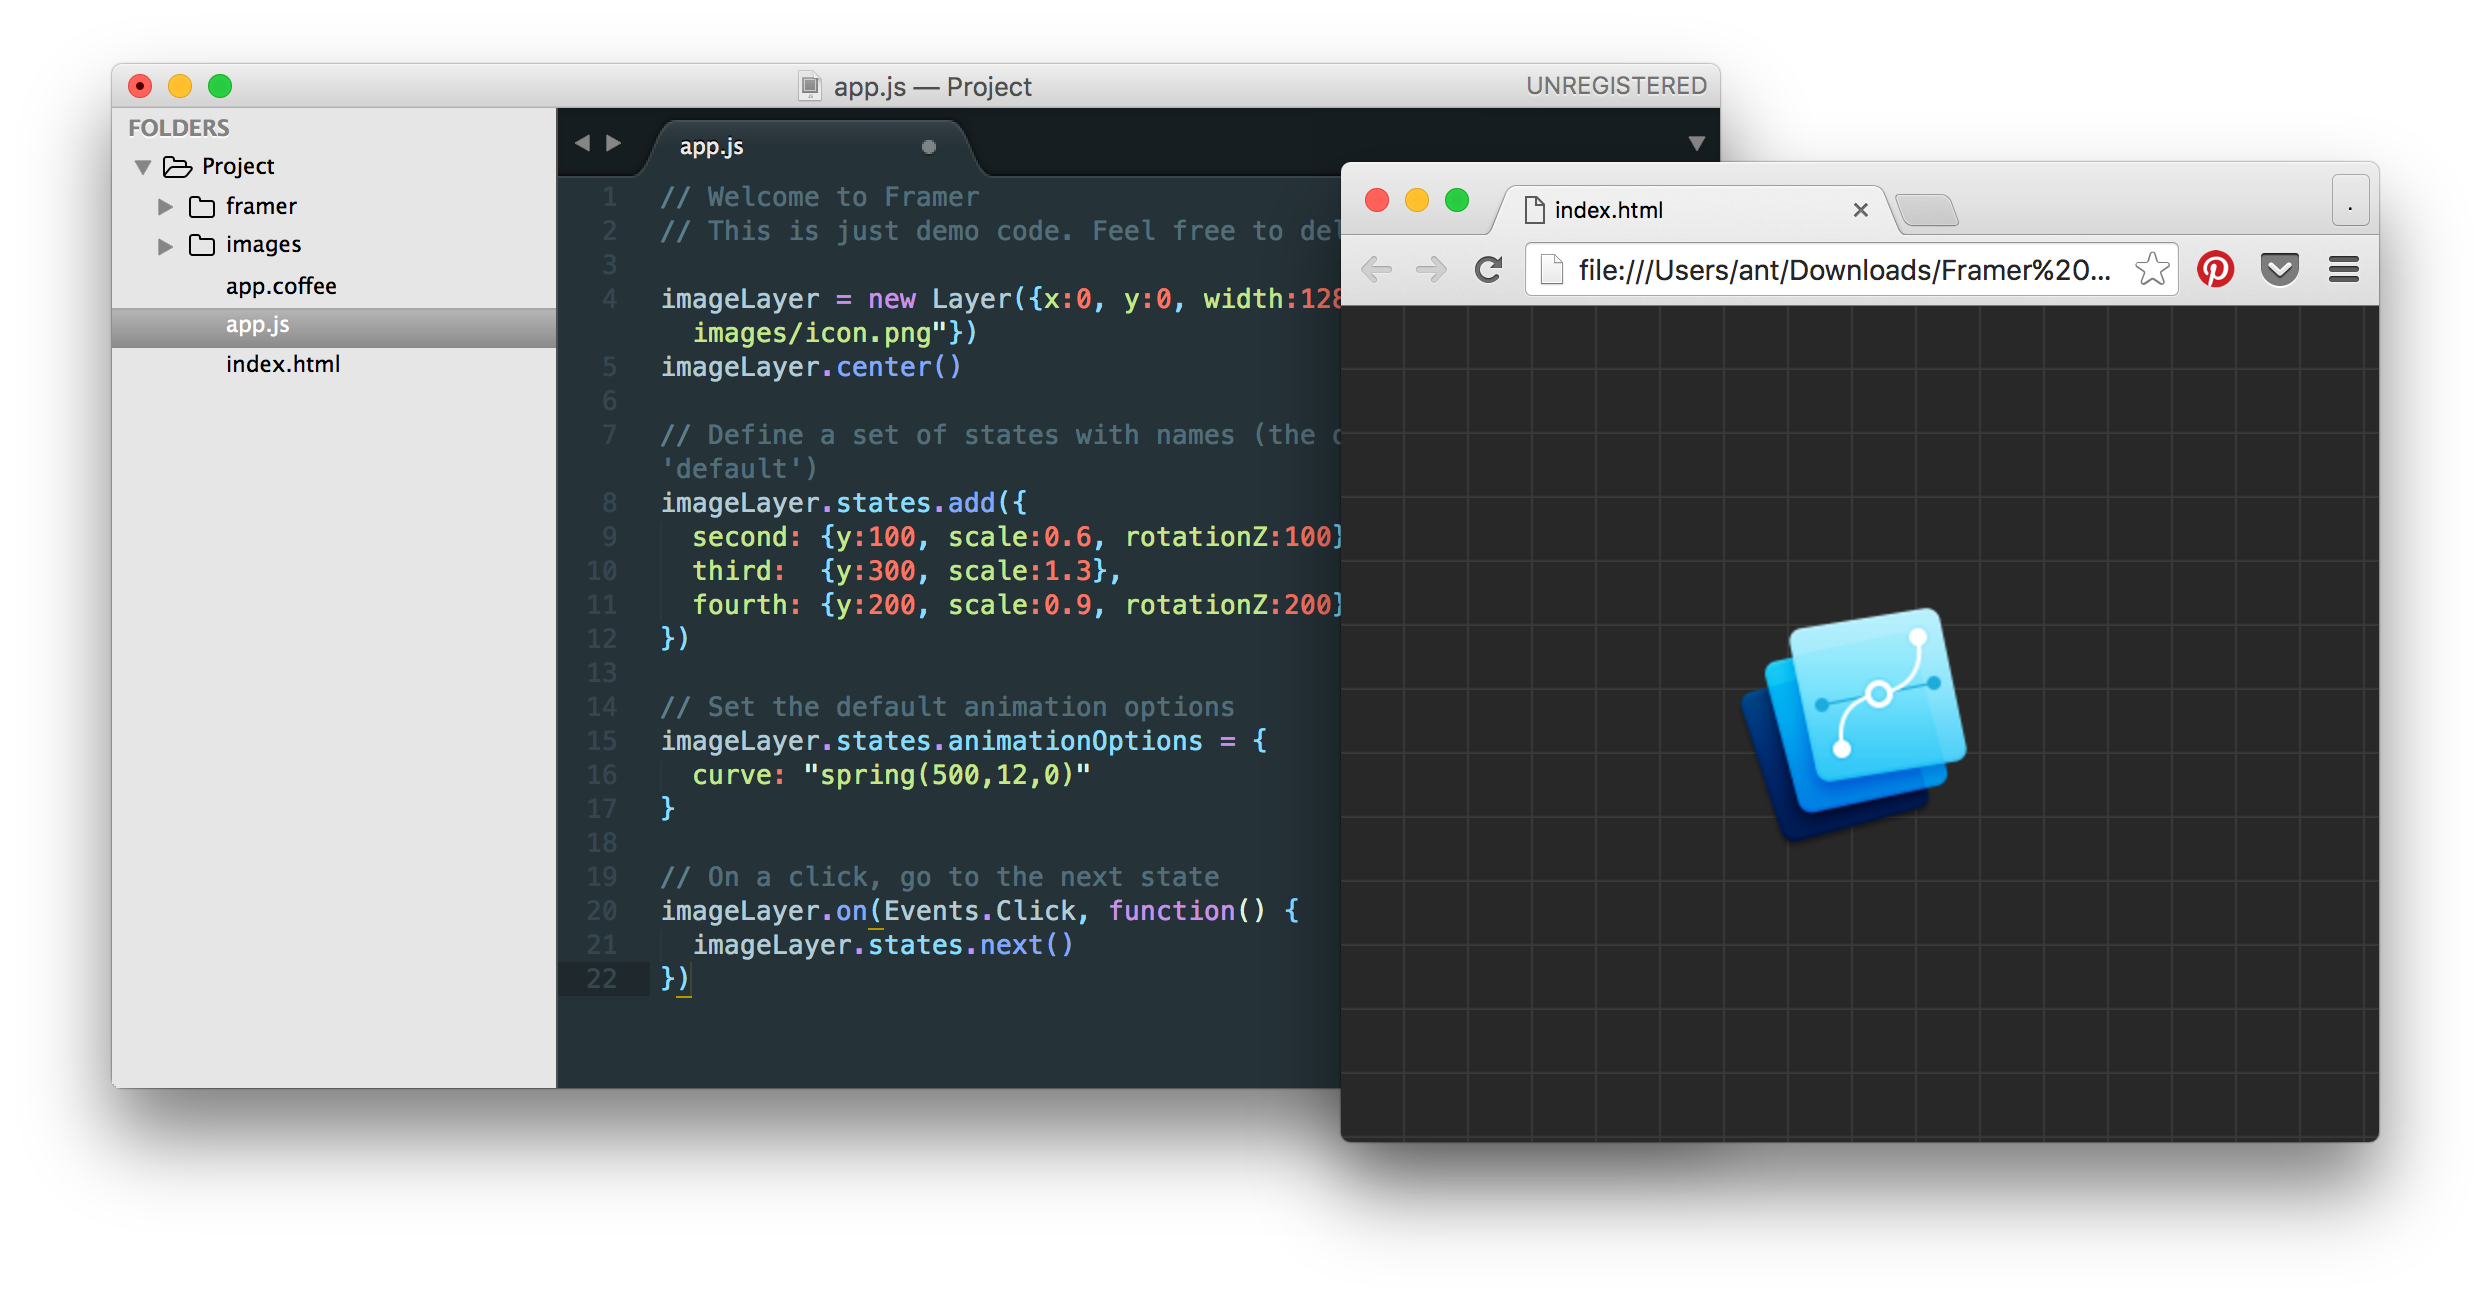 app.js — Project
UNREGISTERED
FOLDERS
Project
framer
images
app.coffee
app.js
index.html
app.js
1 // Welcome to Framer
2 // This is just demo code. Feel free to del
3
4 imageLayer = new Layer({x:0, y:0, width:128
images/icon.png"})
5 imageLayer.center()
6
7 // Define a set of states with names (the
'default')
8 imageLayer.states.add({
9 second: {y:100, scale:0.6, rotationZ:100}
10 third:  {y:300, scale:1.3},
11 fourth: {y:200, scale:0.9, rotationZ:200}
12 })
13
14 // Set the default animation options
15 imageLayer.states.animationOptions = {
16 curve: "spring(500,12,0)"
17 }
18
19 // On a click, go to the next state
20 imageLayer.on(Events.Click, function() {
21 imageLayer.states.next()
22 })
index.html
.
file:///Users/ant/Downloads/Framer%20...